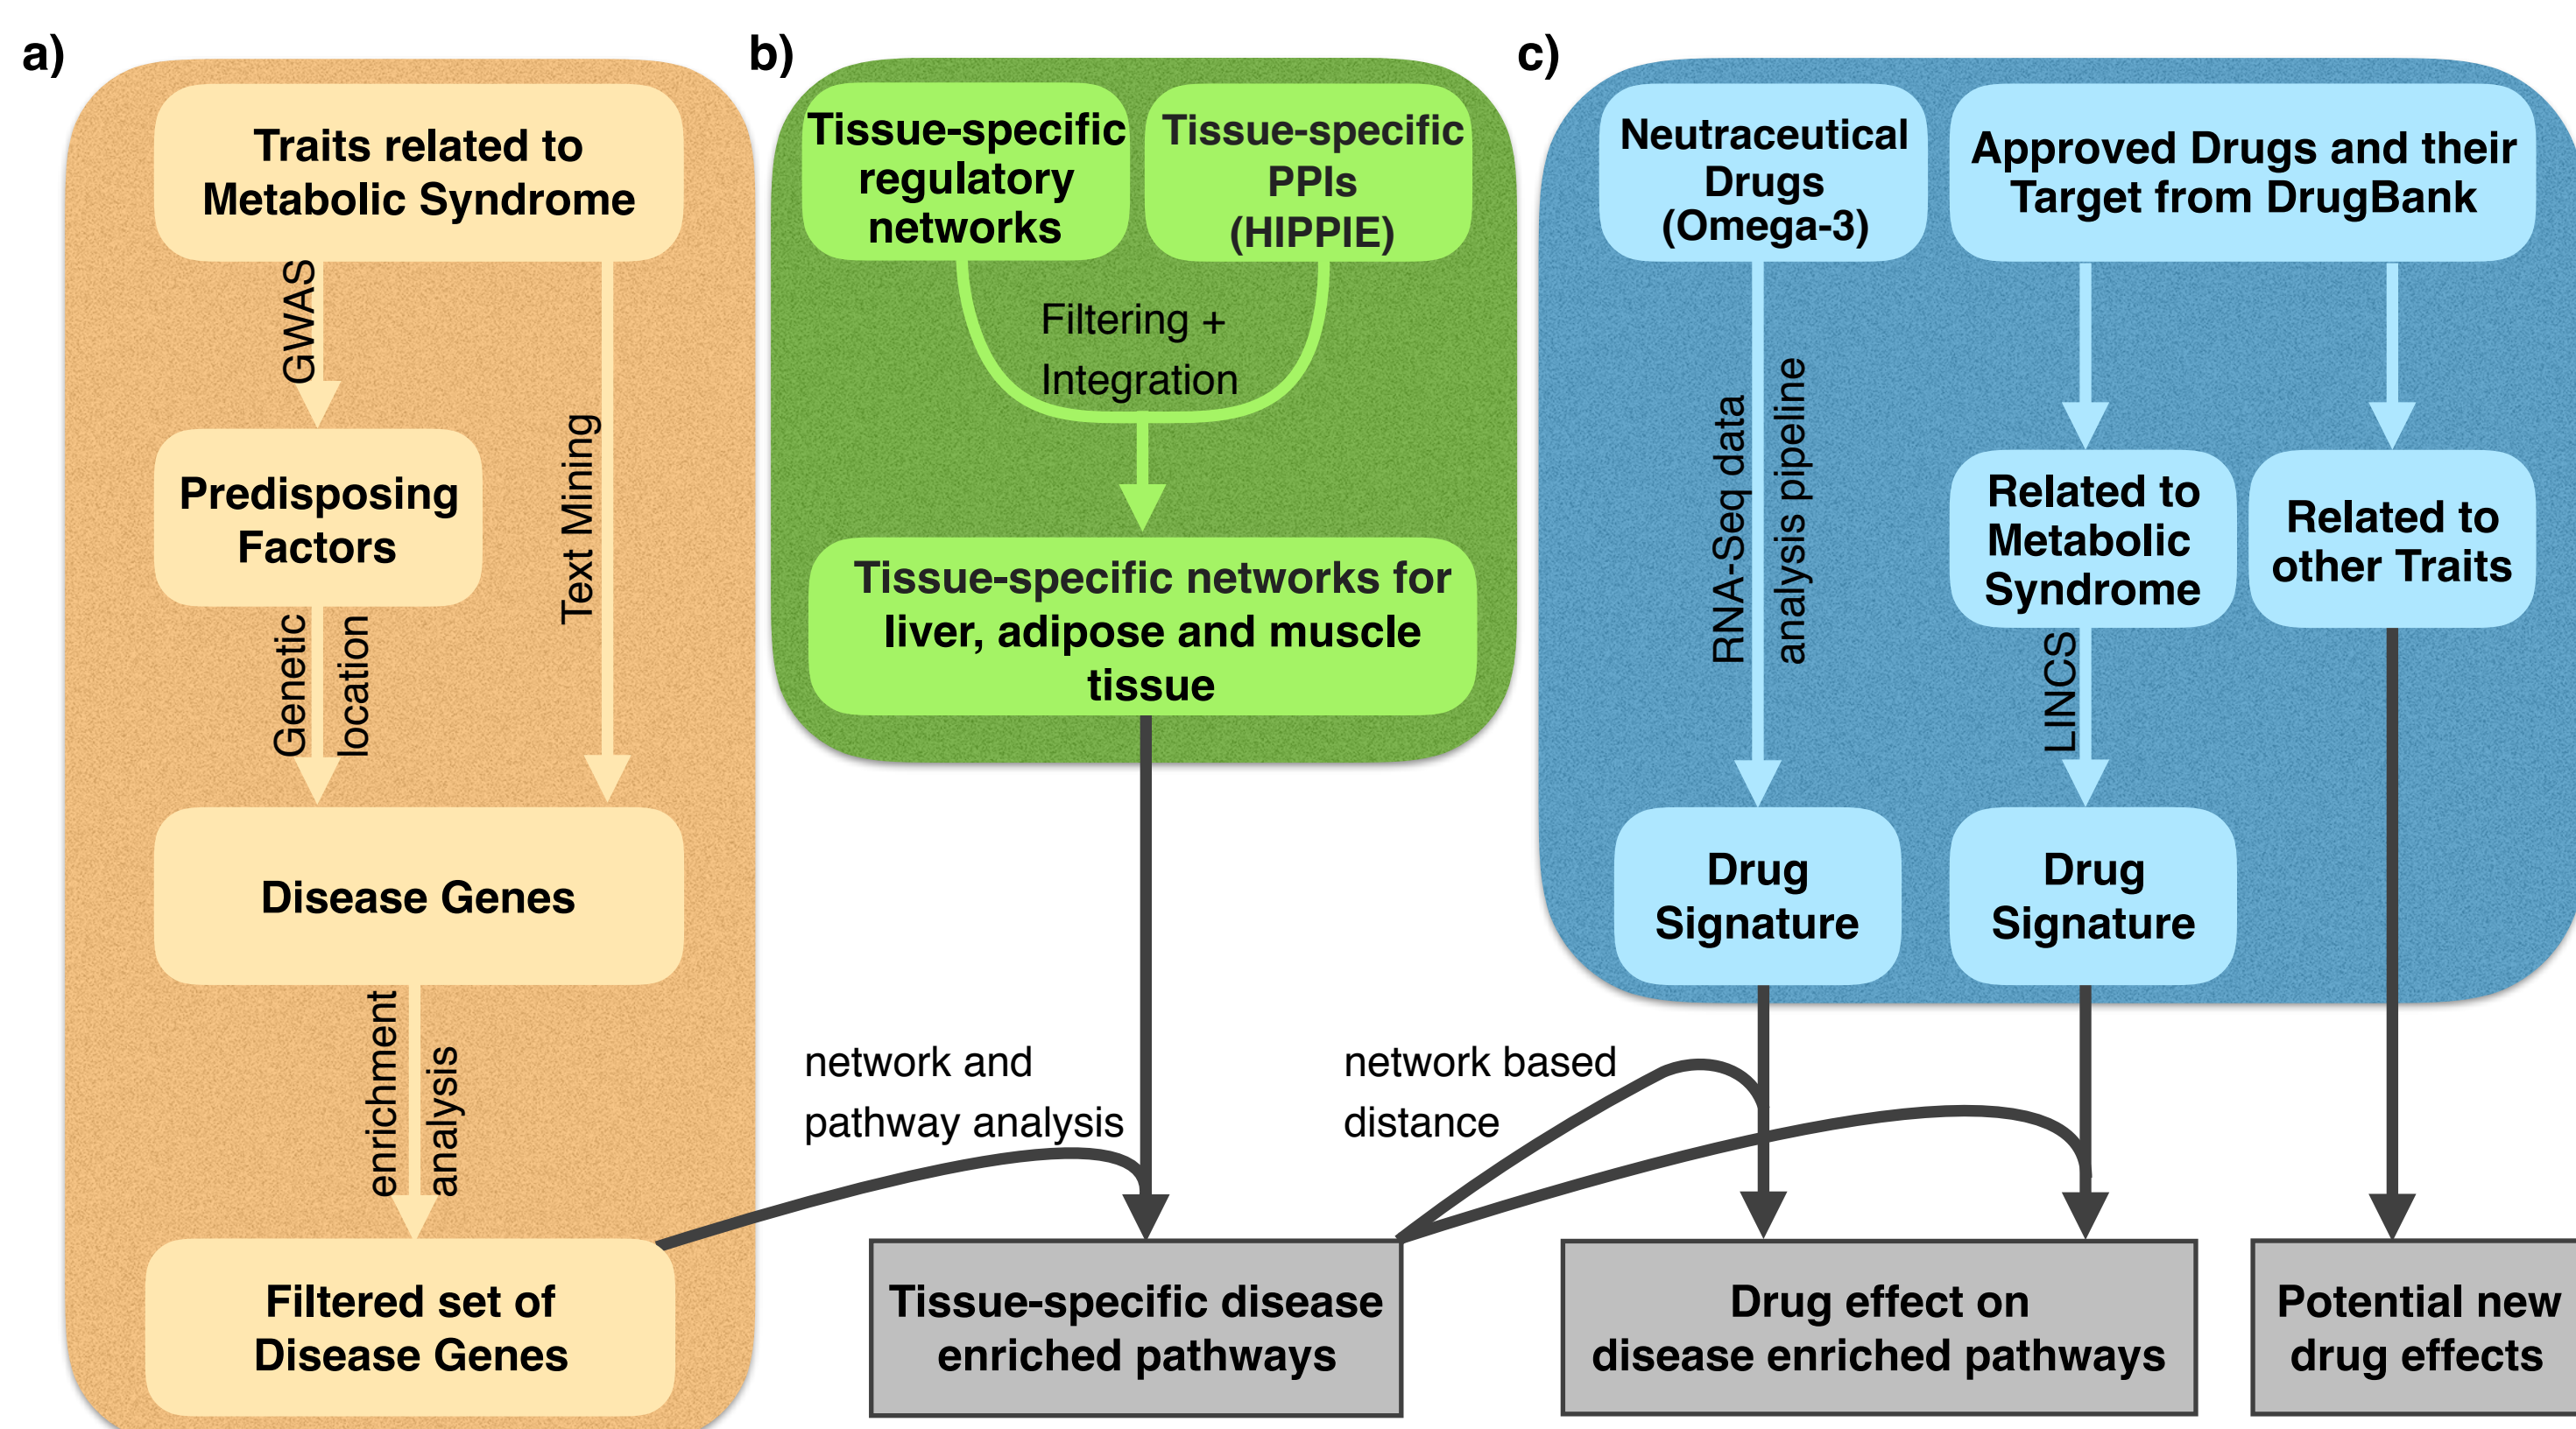 a)
Traits related to
Metabolic Syndrome
GWAS
Text Mining
Predisposing
Factors
Genetic
location
Disease Genes
enrichment
analysis
Filtered set of
Disease Genes
b)
Tissue-specific
regulatory
networks
Tissue-specific
PPIs
(HIPPIE)
Filtering +
Integration
Tissue-specific networks for
liver, adipose and muscle
tissue
network and
pathway analysis
Tissue-specific disease
enriched pathways
c)
Neutraceutical
Drugs
(Omega-3)
Approved Drugs and their
Target from DrugBank
RNA-Seq data
analysis pipeline
Related to
Metabolic
Syndrome
Related to
other Traits
LINCS
Drug
Signature
Drug
Signature
network based
distance
Drug effect on
disease enriched pathways
Potential new
drug effects